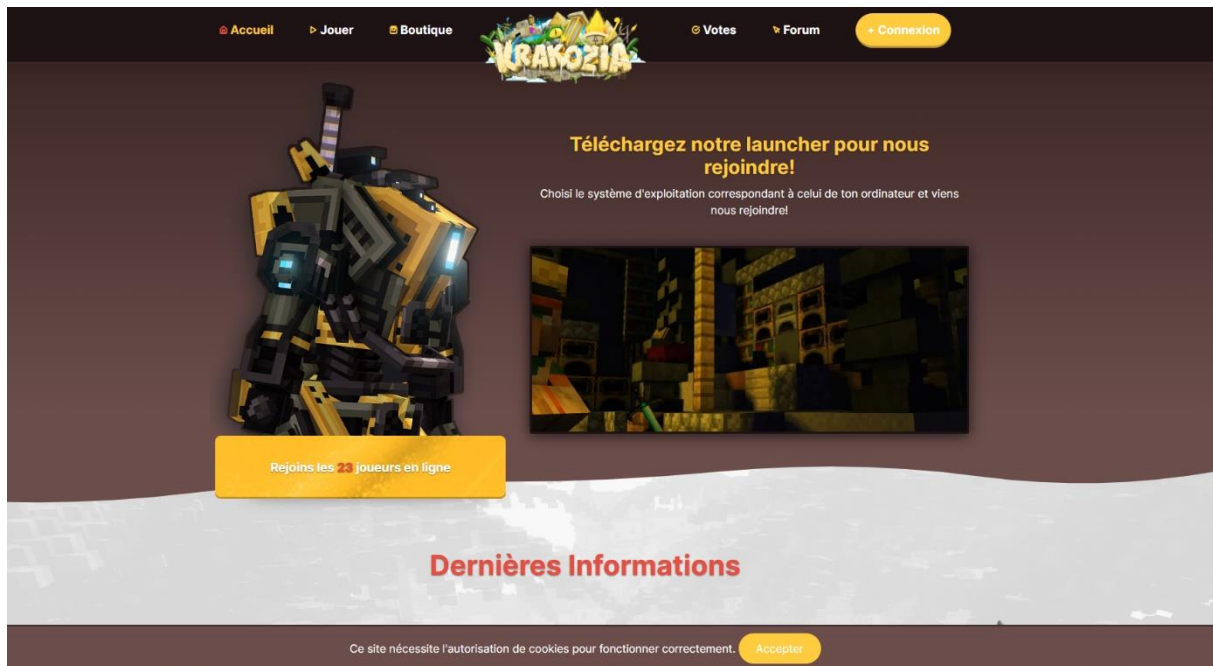 Accueil
Jouer
Boutique
KRAKOZIA
Votes
Forum
+ Connexion
Téléchargez notre launcher pour nous
rejoindre!
Choisi le système d'exploitation correspondant à celui de ton ordinateur et viens
nous rejoindre!
Rejoins les 23 joueurs en ligne
Dernières Informations
Ce site nécessite l'autorisation de cookies pour fonctionner correctement.
Accepter